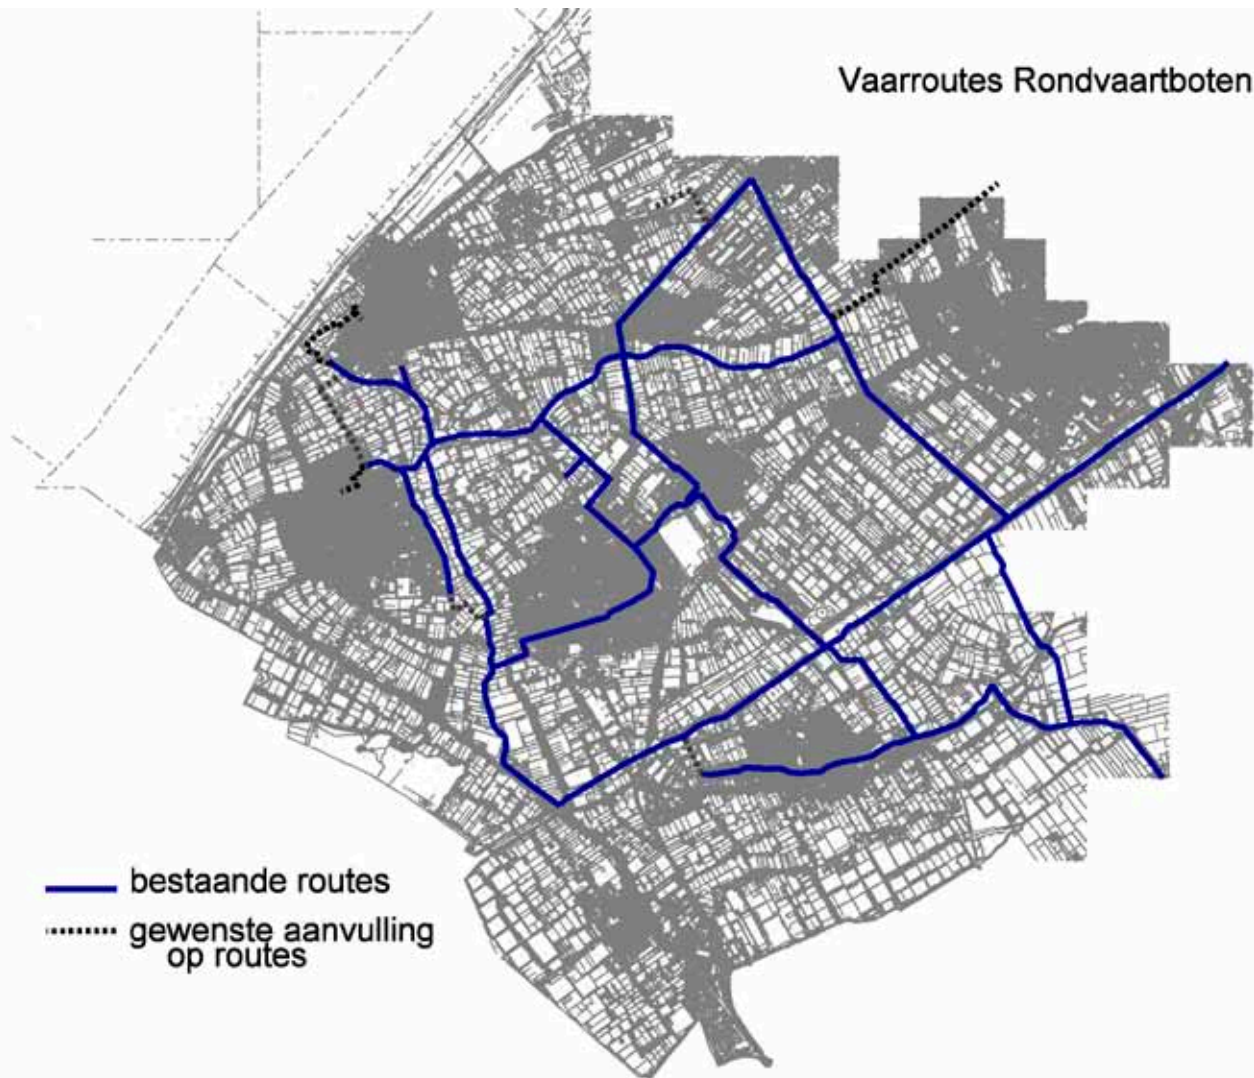 Vaarroutes Rondvaartboten
bestaande routes
gewenste aanvulling
op routes